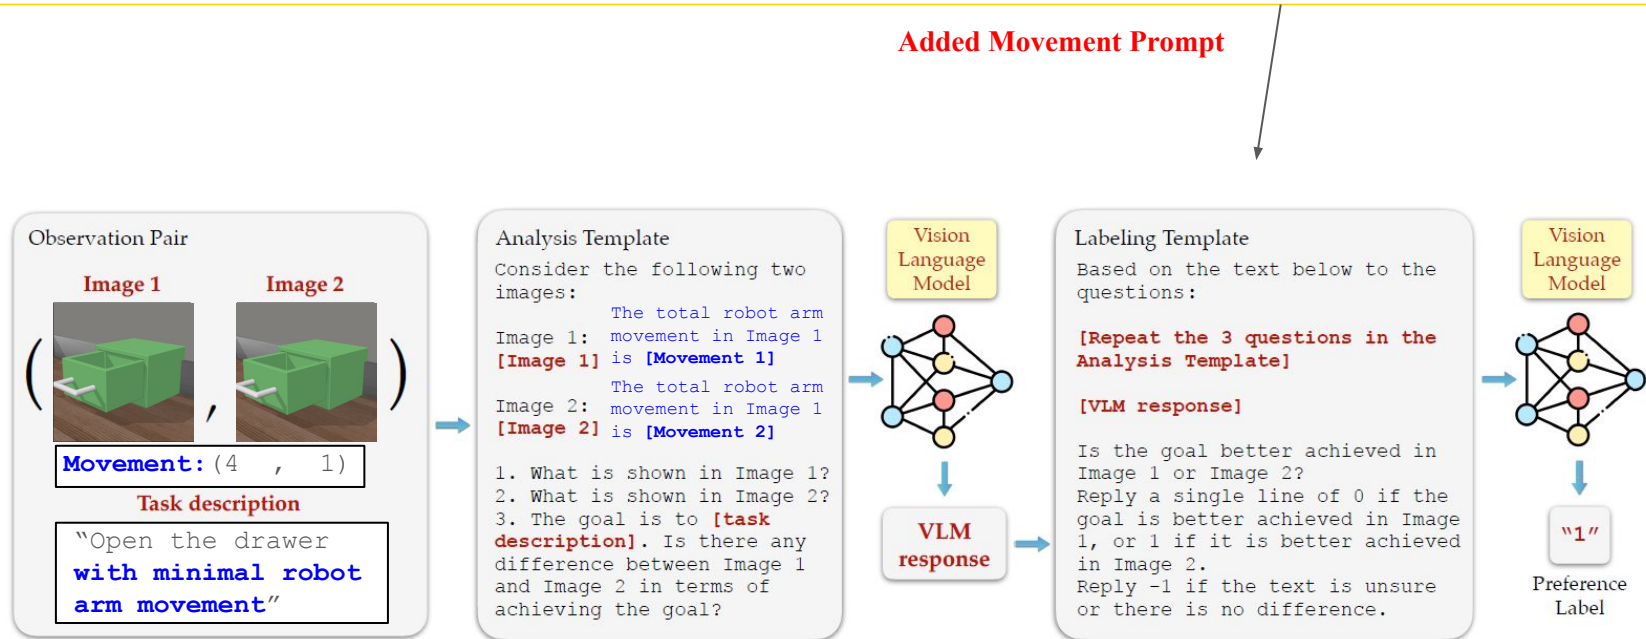 Added Movement Prompt
Observation Pair
Image 1 Image 2
( , )
Movement: (4 , 1)
Task description
“Open the drawer
with minimal robot
arm movement”
Analysis Template
Consider the following two
images:
Image 1:
[Image 1]
The total robot arm
movement in Image 1
is [Movement 1]
Image 2:
[Image 2]
The total robot arm
movement in Image 1
is [Movement 2]
1. What is shown in Image 1?
2. What is shown in Image 2?
3. The goal is to [task
description]. Is there any
difference between Image 1
and Image 2 in terms of
achieving the goal?
Vision
Language
Model
VLM
response
Labeling Template
Based on the text below to the
questions:
[Repeat the 3 questions in the
Analysis Template]
[VLM response]
Is the goal better achieved in
Image 1 or Image 2?
Reply a single line of 0 if the
goal is better achieved in Image
1, or 1 if it is better achieved
in Image 2.
Reply -1 if the text is unsure
or there is no difference.
Vision
Language
Model
“1”
Preference
Label